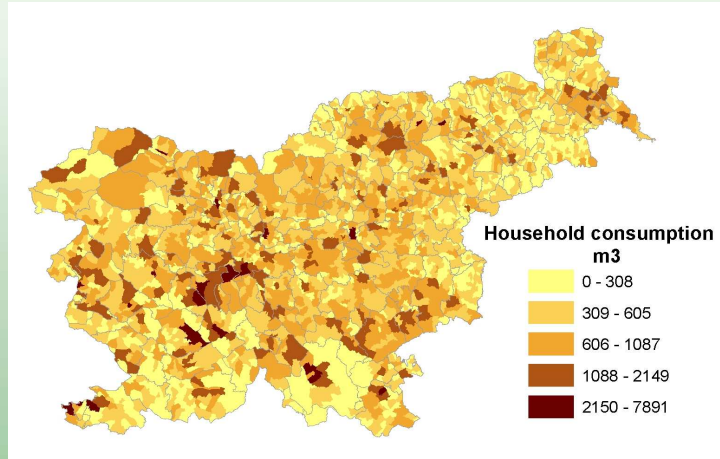 Household consumption
m3
0 - 308
309 - 605
606 - 1087
1088 - 2149
2150 - 7891